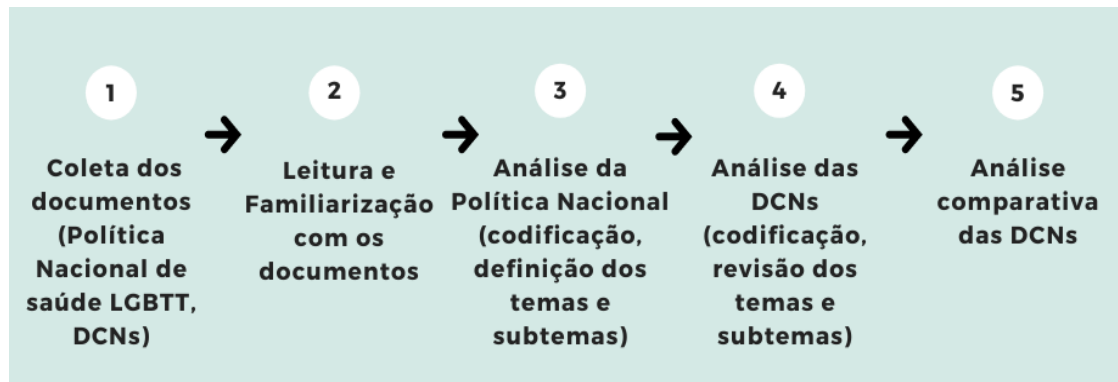 1
Coleta dos
documentos
(Política
Nacional de
saúde LGBTT,
DCNs)
2
Leitura e
Familiarização
com os
documentos
3
Análise da
Política Nacional
(codificação,
definição dos
temas e
subtemas)
4
Análise das
DCNs
(codificação,
revisão dos
temas e
subtemas)
5
Análise
comparativa
das DCNs